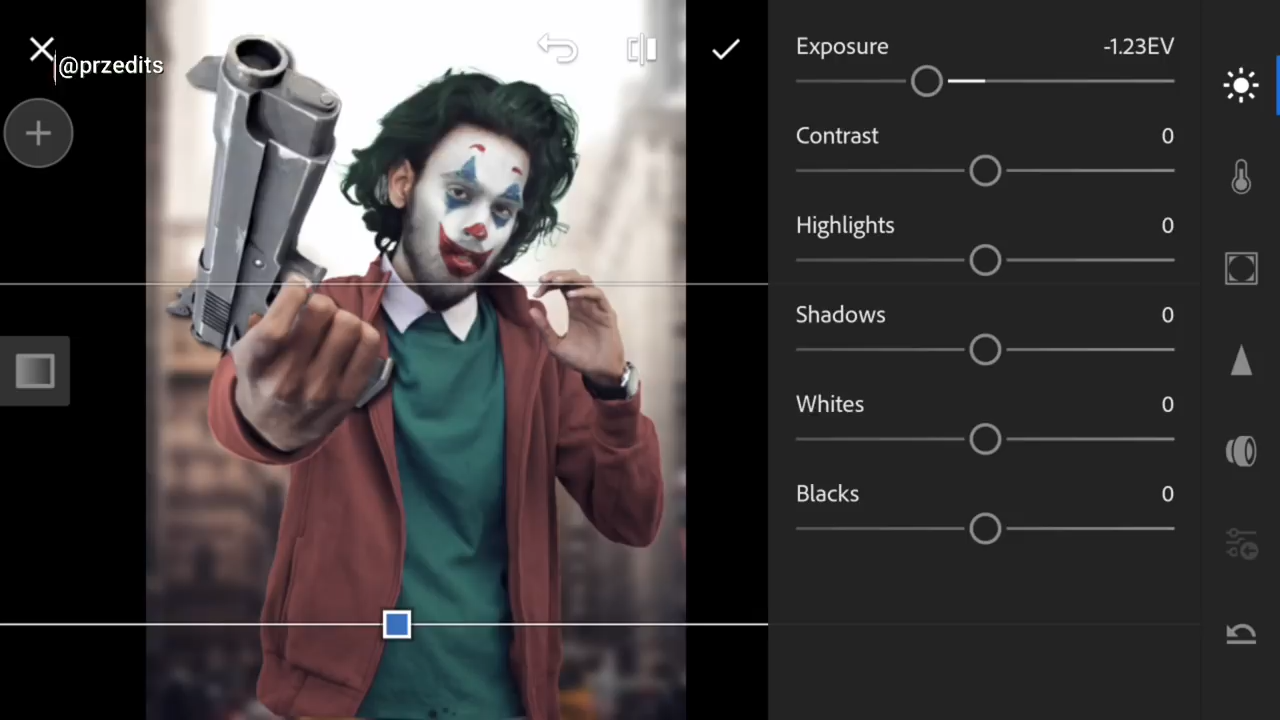 @przedits
Exposure -1.23EV
Contrast 0
Highlights 0
Shadows 0
Whites 0
Blacks 0